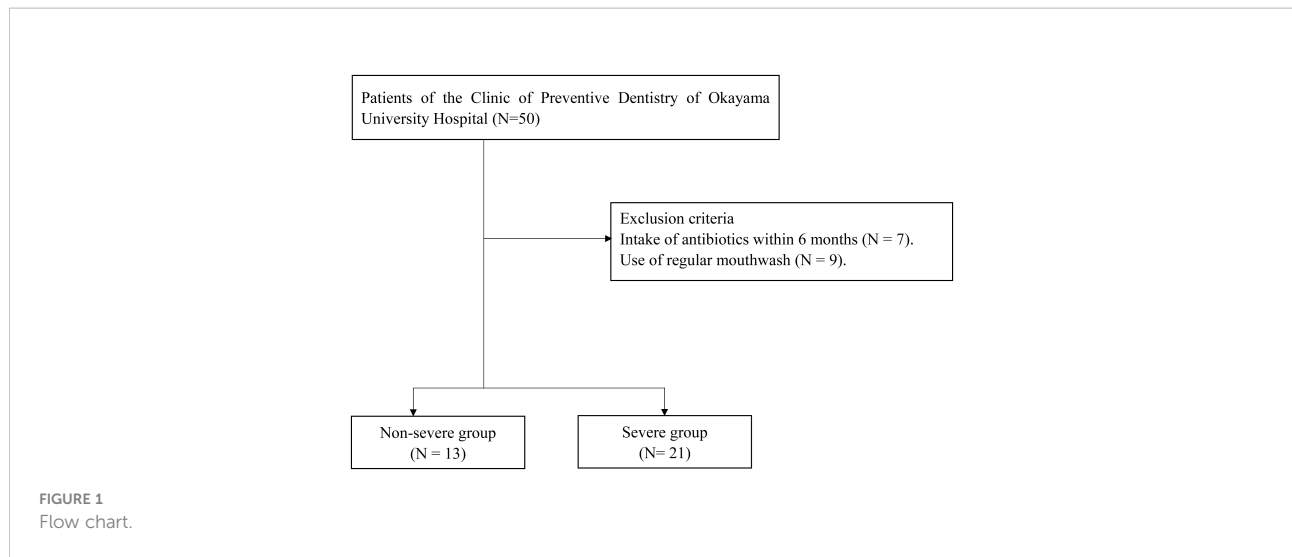 Patients of the Clinic of Preventive Dentistry of Okayama
University Hospital (N=50)
Exclusion criteria
Intake of antibiotics within 6 months (N = 7).
Use of regular mouthwash (N = 9).
Non-severe group
(N = 13)
Severe group
(N= 21)
FIGURE 1
Flow chart.